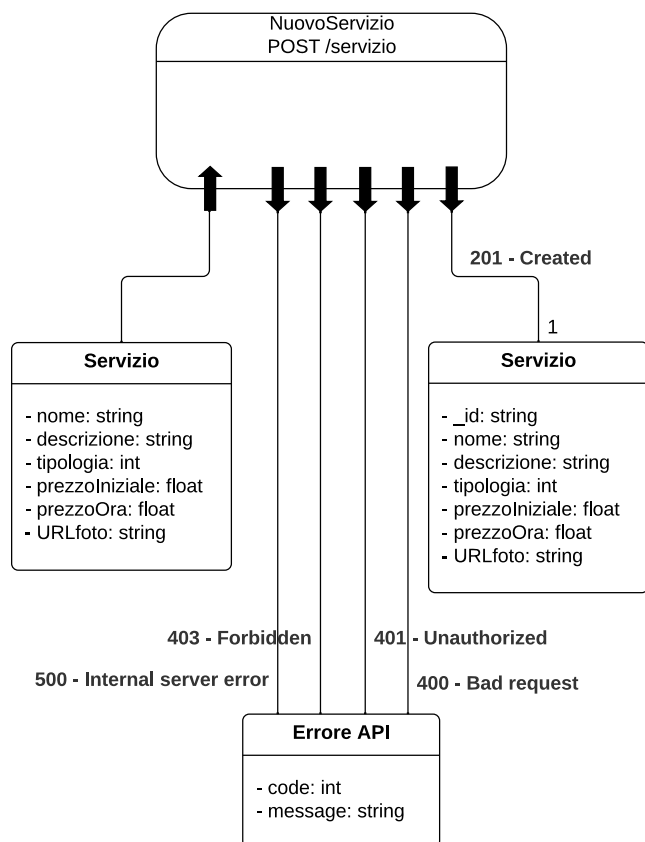 NuovoServizio
POST /servizio
201 - Created
1
Servizio
- nome: string
- descrizione: string
- tipologia: int
- prezzoIniziale: float
- prezzoOra: float
- URLfoto: string
Servizio
- _id: string
- nome: string
- descrizione: string
- tipologia: int
- prezzoIniziale: float
- prezzoOra: float
- URLfoto: string
403 - Forbidden
401 - Unauthorized
500 - Internal server error
400 - Bad request
Errore API
- code: int
- message: string